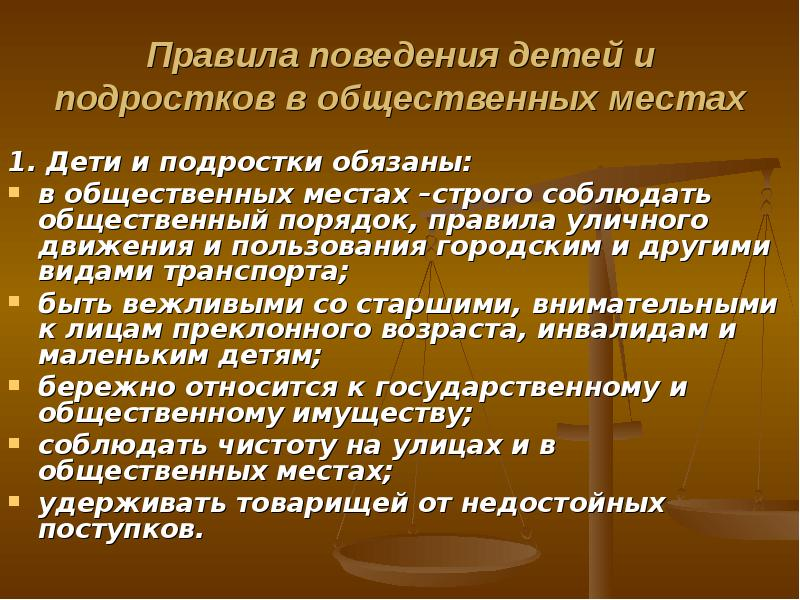 Правила поведения детей и
подростков в общественных местах
1. Дети и подростки обязаны:
в общественных местах –строго соблюдать
общественный порядок, правила уличного
движения и пользования городским и другими
видами транспорта;
быть вежливыми со старшими, внимательными
к лицам преклонного возраста, инвалидам и
маленьким детям;
бережно относится к государственному и
общественному имуществу;
соблюдать чистоту на улицах и в
общественных местах;
удерживать товарищей от недостойных
поступков.